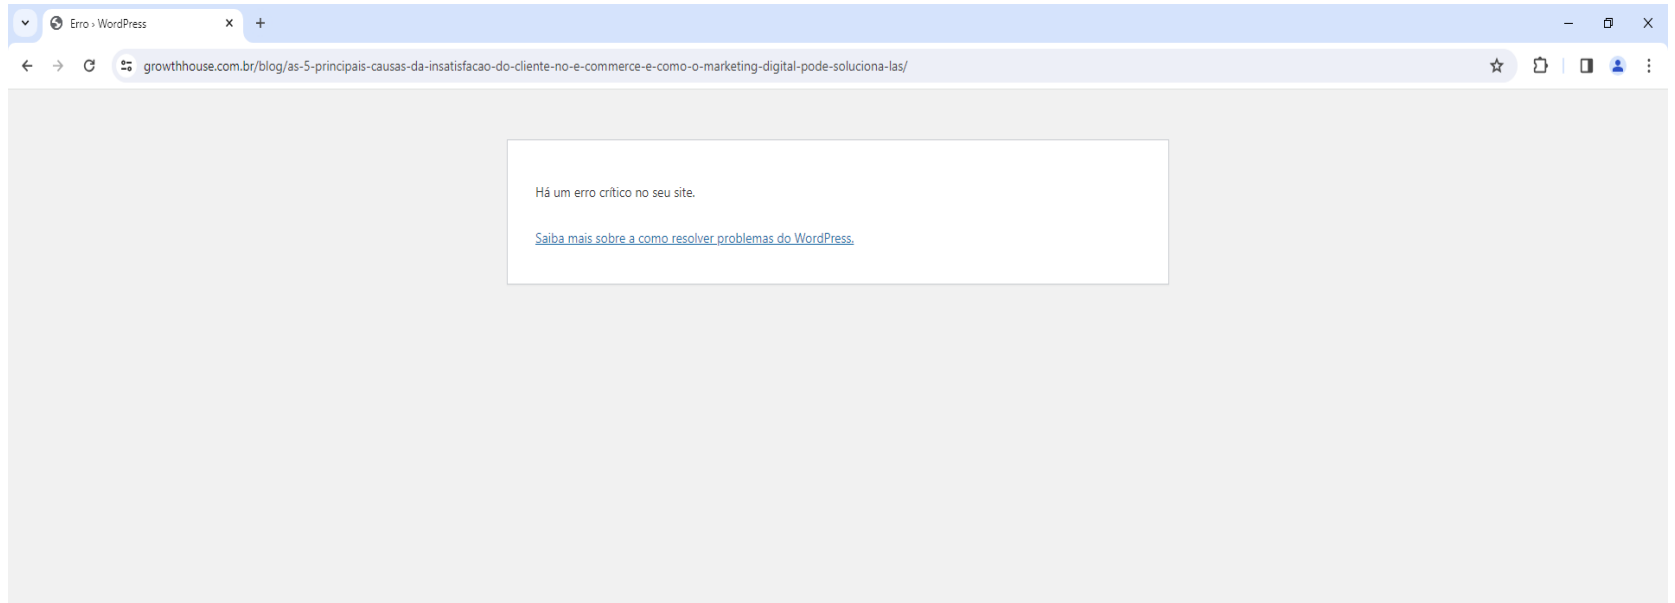 Erro › WordPress
growthhouse.com.br/blog/as-5-principais-causas-da-insatisfacao-do-cliente-no-e-commerce-e-como-o-marketing-digital-pode-soluciona-las/
Há um erro crítico no seu site.
Saiba mais sobre a como resolver problemas do WordPress.